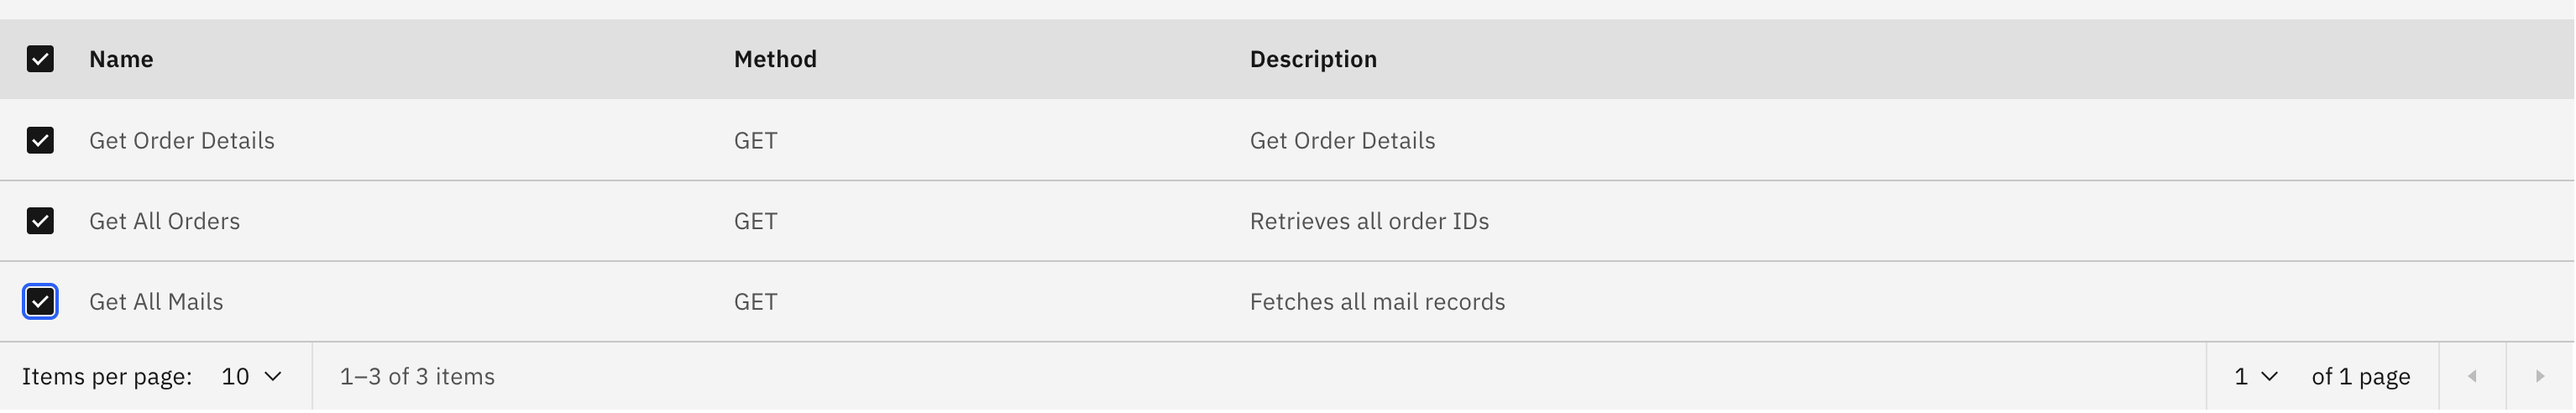 Name Method Description
Get Order Details GET Get Order Details
Get All Orders GET Retrieves all order IDs
Get All Mails GET Fetches all mail records
Items per page: 10 1–3 of 3 items 1 of 1 page